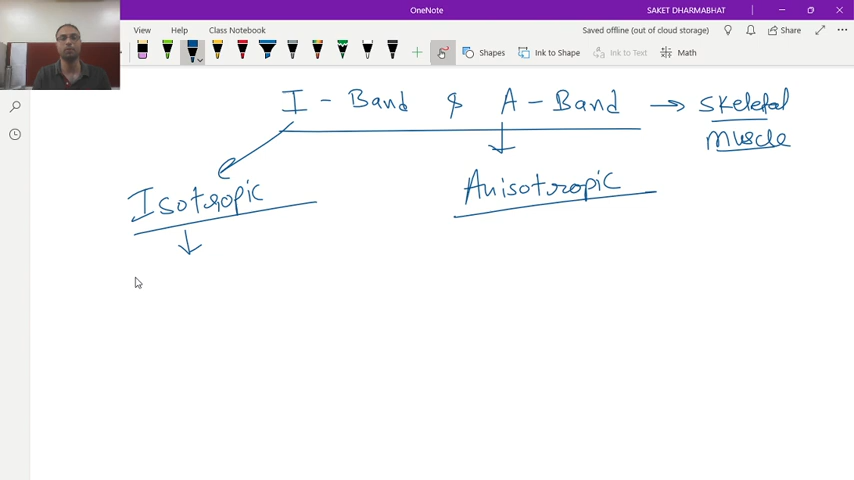 OneNote
SAKET DHARMABHAT
View Help Class Notebook
Saved offline (out of cloud storage)
Share
Shapes
Ink to Shape
Ink to Text
Math
I - Band & A - Band → Skeletal
muscle
Isotropic
Anisotropic